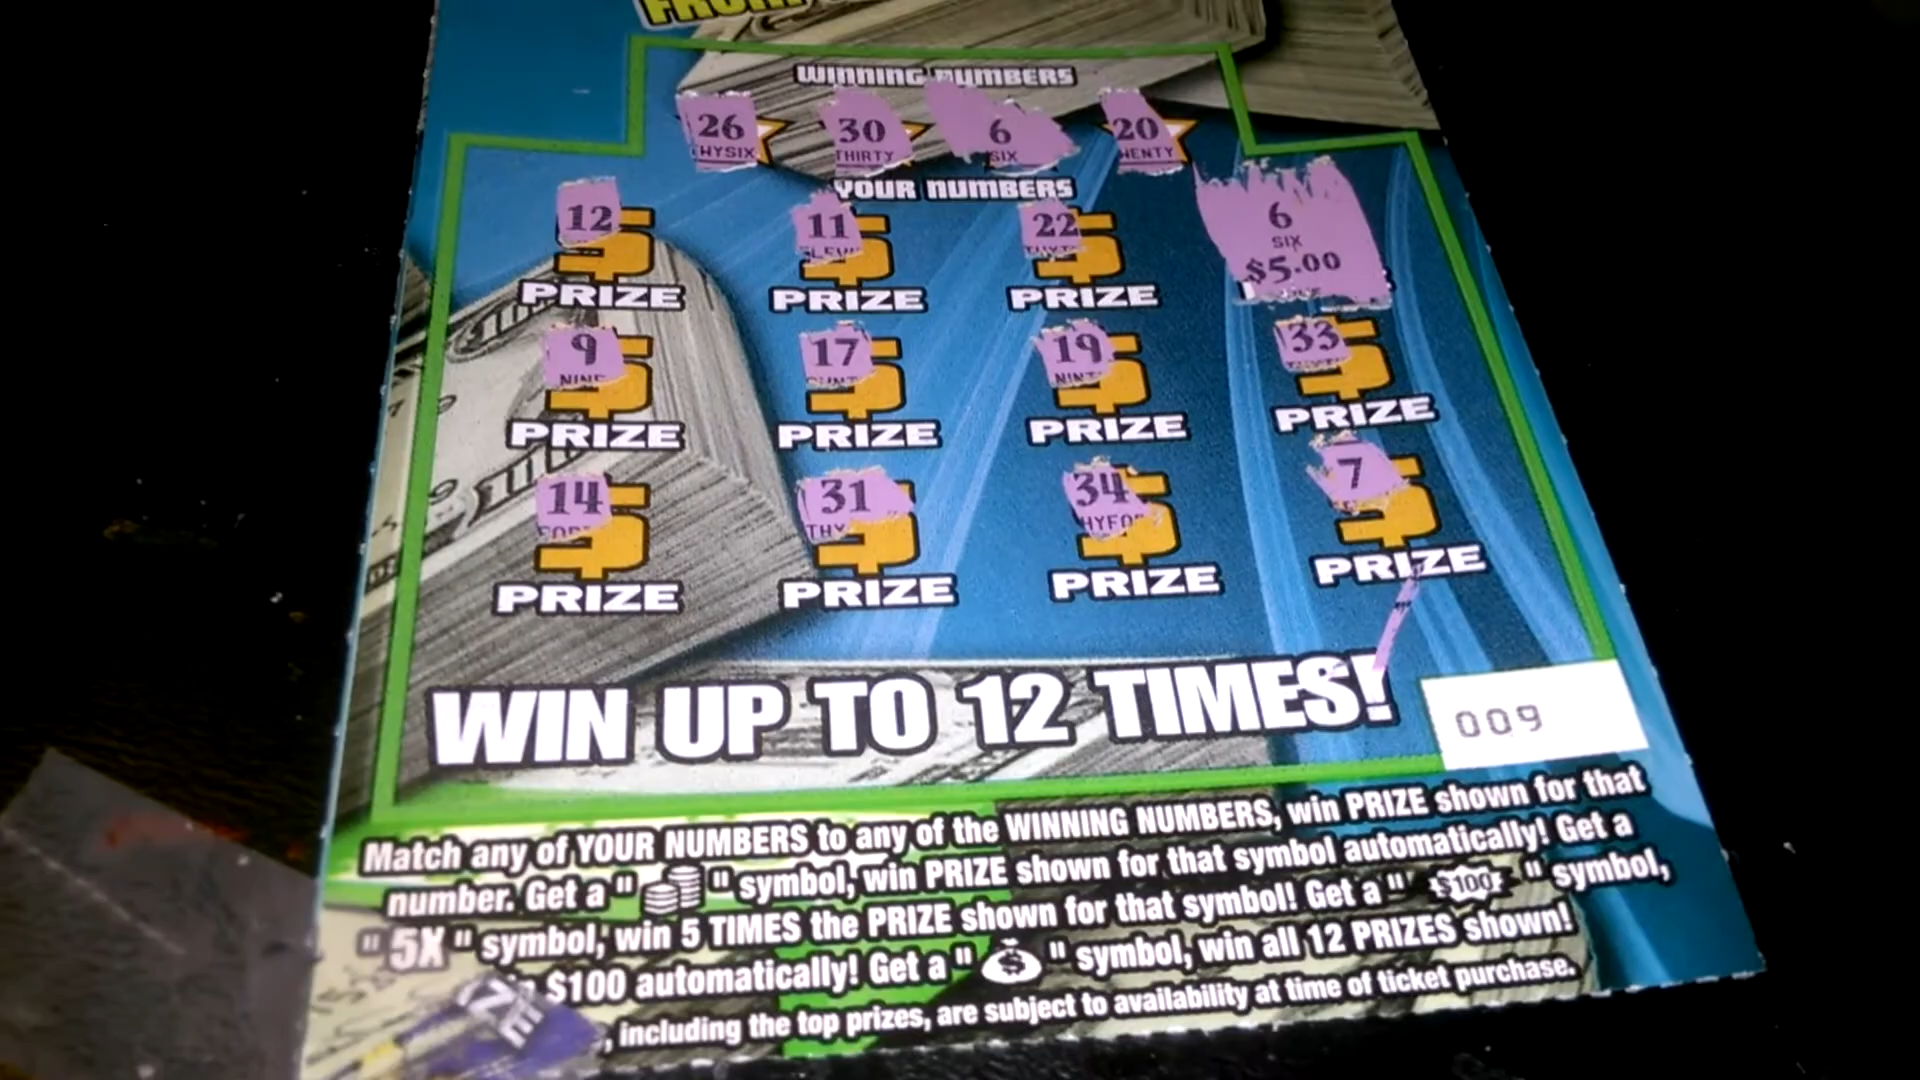 WINNING NUMBERS
26 30 6 20
HYSIX THIRTY SIX WENTY
YOUR NUMBERS
12 11 22 6
SIX
$5.00
PRIZE PRIZE PRIZE
9 17 19 33
NINE
PRIZE PRIZE PRIZE PRIZE
14 31 34 7
THY HYFO
PRIZE PRIZE PRIZE PRIZE
WIN UP TO 12 TIMES!
009
Match any of YOUR NUMBERS to any of the WINNING NUMBERS, win PRIZE shown for that
number. Get a " " symbol, win PRIZE shown for that symbol automatically! Get a
"5X" symbol, win 5 TIMES the PRIZE shown for that symbol! Get a "$100" symbol,
$100 automatically! Get a "$" symbol, win all 12 PRIZES shown!
, including the top prizes, are subject to availability at time of ticket purchase.